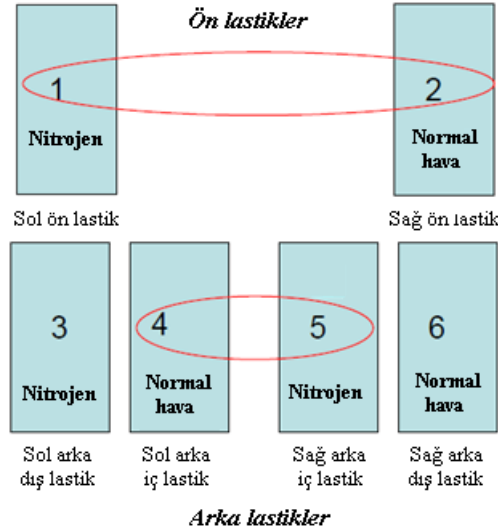 Ön lastikler
1
2
Nitrojen
Normal
hava
Sol ön lastik
Sağ ön lastik
3
4
5
6
Nitrojen
Normal
hava
Nitrojen
Normal
hava
Sol arka
dış lastik
Sol arka
iç lastik
Sağ arka
iç lastik
Sağ arka
dış lastik
Arka lastikler